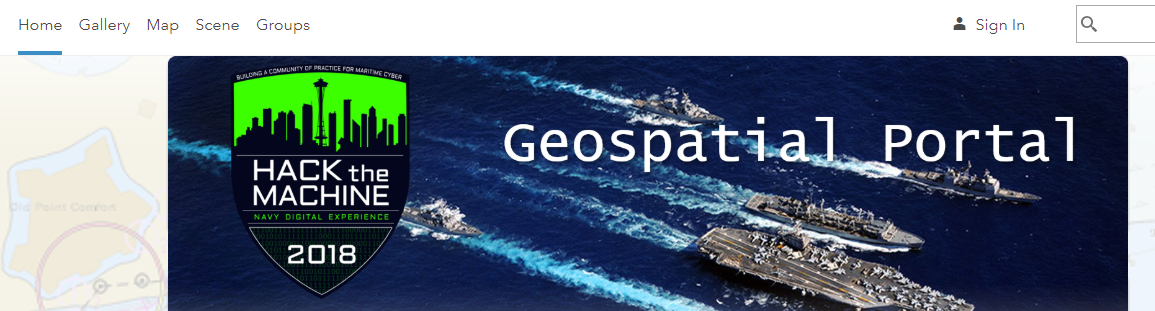 Home Gallery Map Scene Groups Sign In
BUILDING A COMMUNITY OF PRACTICE FOR MARITIME CYBER
Geospatial Portal
HACK the
MACHINE
NAVY DIGITAL EXPERIENCE
2018
Old Point Comfort